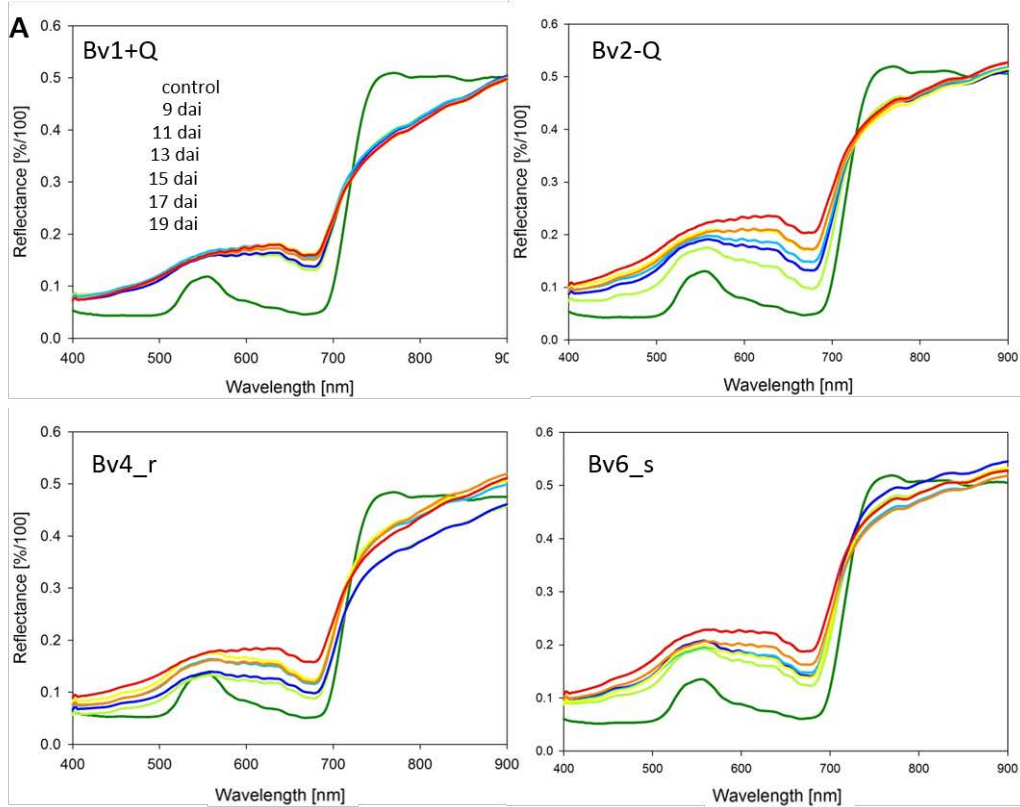 A
Bv1+Q
control
9 dai
11 dai
13 dai
15 dai
17 dai
19 dai
Reflectance [%/100]
0.6
0.5
0.4
0.3
0.2
0.1
0.0
400 500 600 700 800 90
Wavelength [nm]
Bv2-Q
Reflectance [%/100]
0.6
0.5
0.4
0.3
0.2
0.1
0.0
400 500 600 700 800 900
Wavelength [nm]
Bv4_r
Reflectance [%/100]
0.6
0.5
0.4
0.3
0.2
0.1
0.0
400 500 600 700 800 900
Wavelength [nm]
Bv6_s
Reflectance [%/100]
0.6
0.5
0.4
0.3
0.2
0.1
0.0
400 500 600 700 800 900
Wavelength [nm]